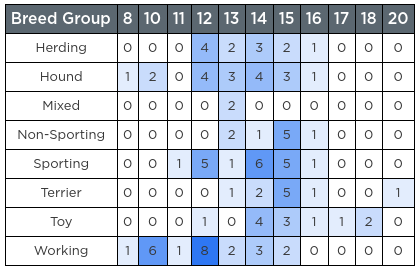 Breed Group 8 10 11 12 13 14 15 16 17 18 20
Herding 0 0 0 4 2 3 2 1 0 0 0
Hound 1 2 0 4 3 4 3 1 0 0 0
Mixed 0 0 0 0 2 0 0 0 0 0 0
Non-Sporting 0 0 0 0 2 1 5 1 0 0 0
Sporting 0 0 1 5 1 6 5 1 0 0 0
Terrier 0 0 0 0 1 2 5 1 0 0 1
Toy 0 0 0 1 0 4 3 1 1 2 0
Working 1 6 1 8 2 3 2 0 0 0 0